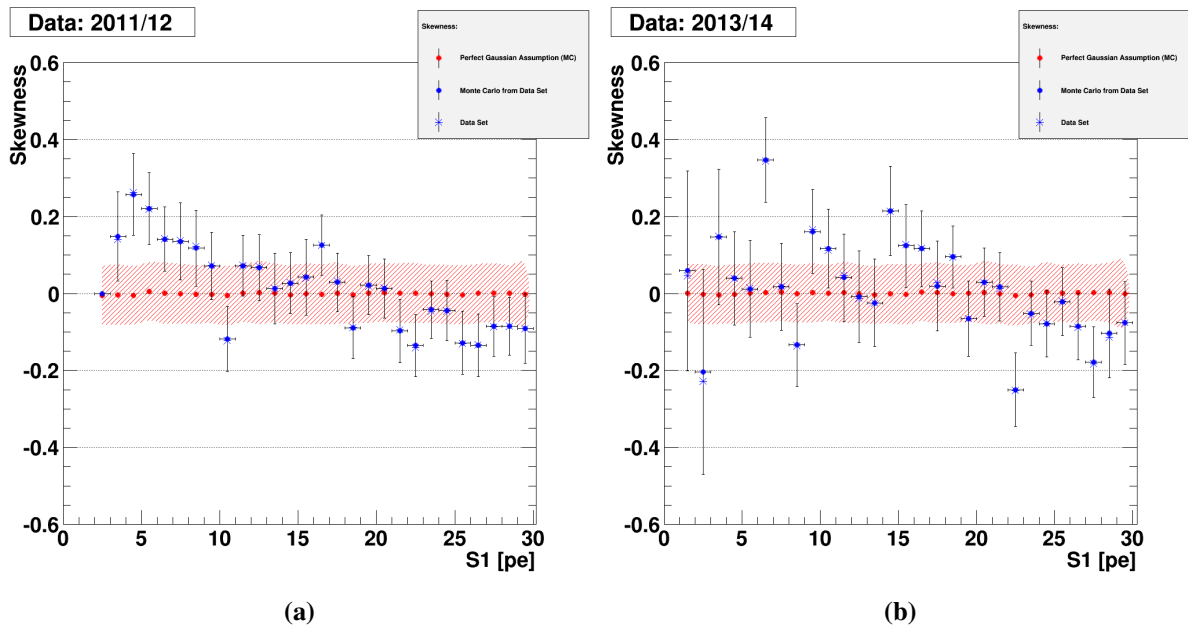 Data: 2011/12
Skewness:
Perfect Gaussian Assumption (MC)
Monte Carlo from Data Set
Data Set
Skewness
0.6
0.4
0.2
0
-0.2
-0.4
-0.6
0 5 10 15 20 25 30
S1 [pe]
(a)
Data: 2013/14
Skewness:
Perfect Gaussian Assumption (MC)
Monte Carlo from Data Set
Data Set
Skewness
0.6
0.4
0.2
0
-0.2
-0.4
-0.6
0 5 10 15 20 25 30
S1 [pe]
(b)